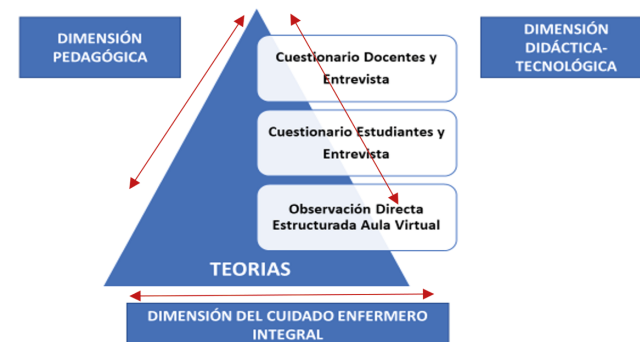 DIMENSIÓN
PEDAGÓGICA
DIMENSIÓN
DIDÁCTICA-
TECNOLÓGICA
Cuestionario Docentes y
Entrevista
Cuestionario Estudiantes y
Entrevista
Observación Directa
Estructurada Aula Virtual
TEORIAS
DIMENSIÓN DEL CUIDADO ENFERMERO
INTEGRAL